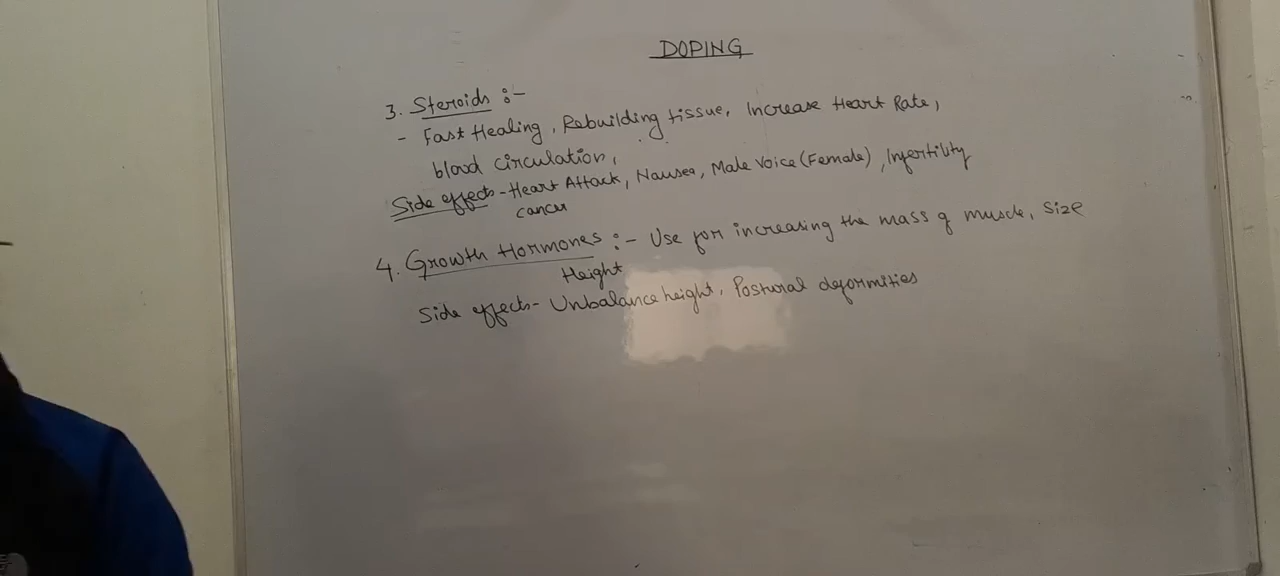 DOPING
3. Steroids :-
- Fast Healing, Rebuilding tissue, Increase Heart Rate,
blood circulation,
Side effects - Heart Attack, Nausea, Male Voice (Female), Infertility
cancer
4. Growth Hormones :- Use for increasing the mass of muscle, size
Height
Side effects - Unbalance height, Postural deformities